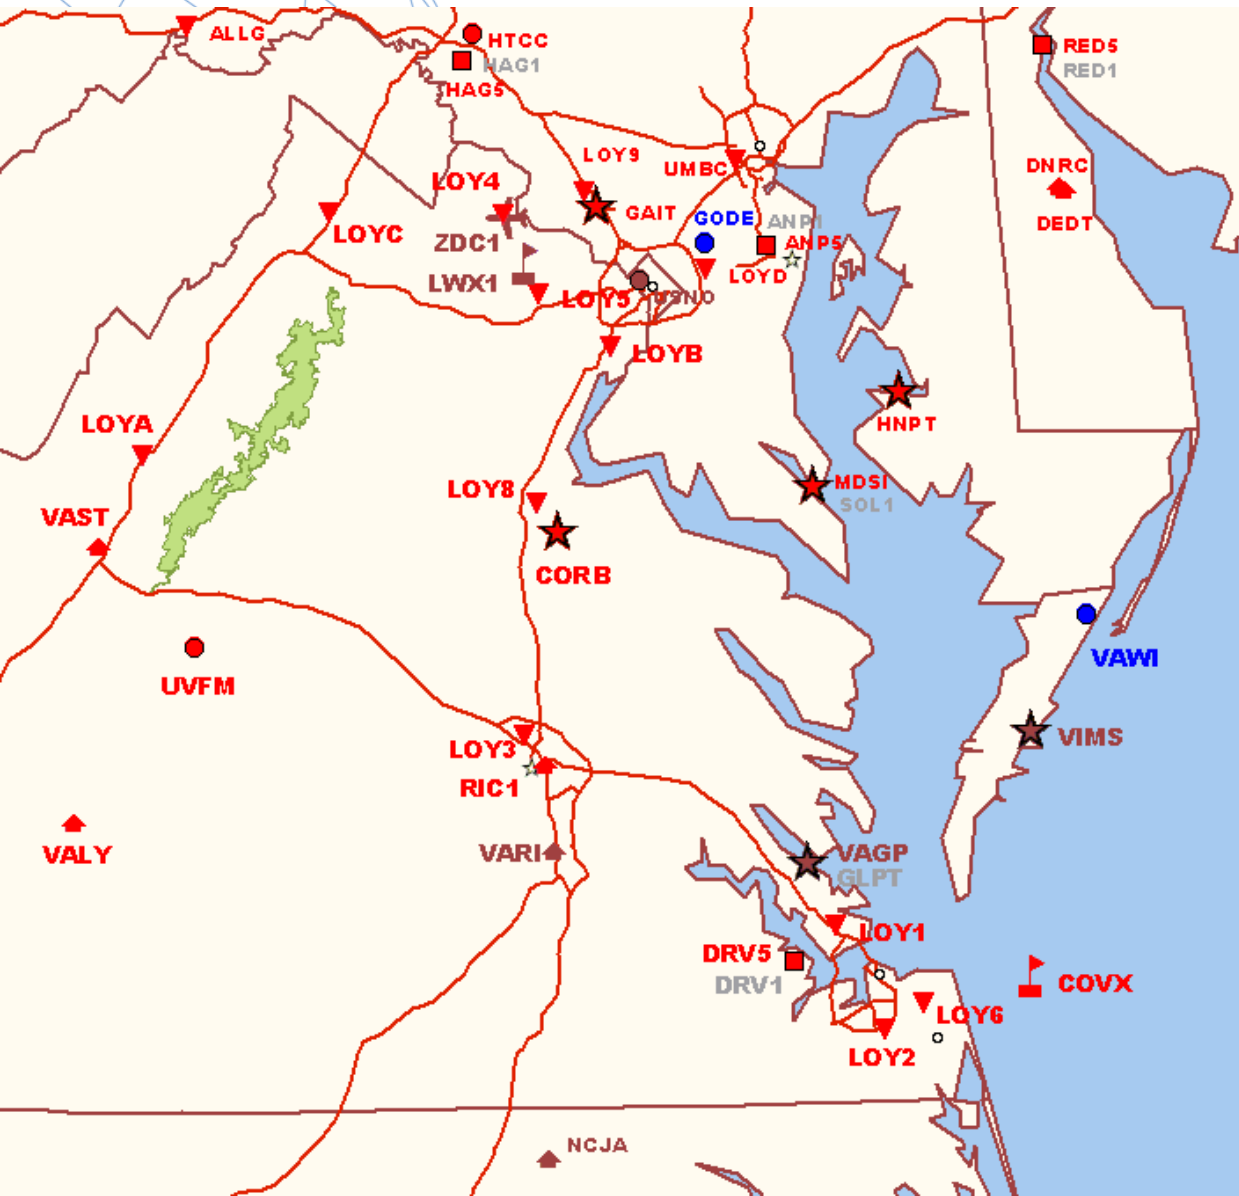 ALLG
HTCC
HAG1
HAG5
RED5
RED1
LOY9
UMBC
DNRC
DEDT
LOY4
GAIT
GODE
ANP1
ANP5
LOYC
ZDC1
LWX1
LOYD
LOY5
USNO
LOYB
HNPT
LOYA
LOY8
MDSI
SOL1
VAST
CORB
VAWI
UVFM
LOY3
VIMS
RIC1
VALY
VARI
VAGP
GLPT
LOY1
DRV5
DRV1
COVX
LOY6
LOY2
NCJA